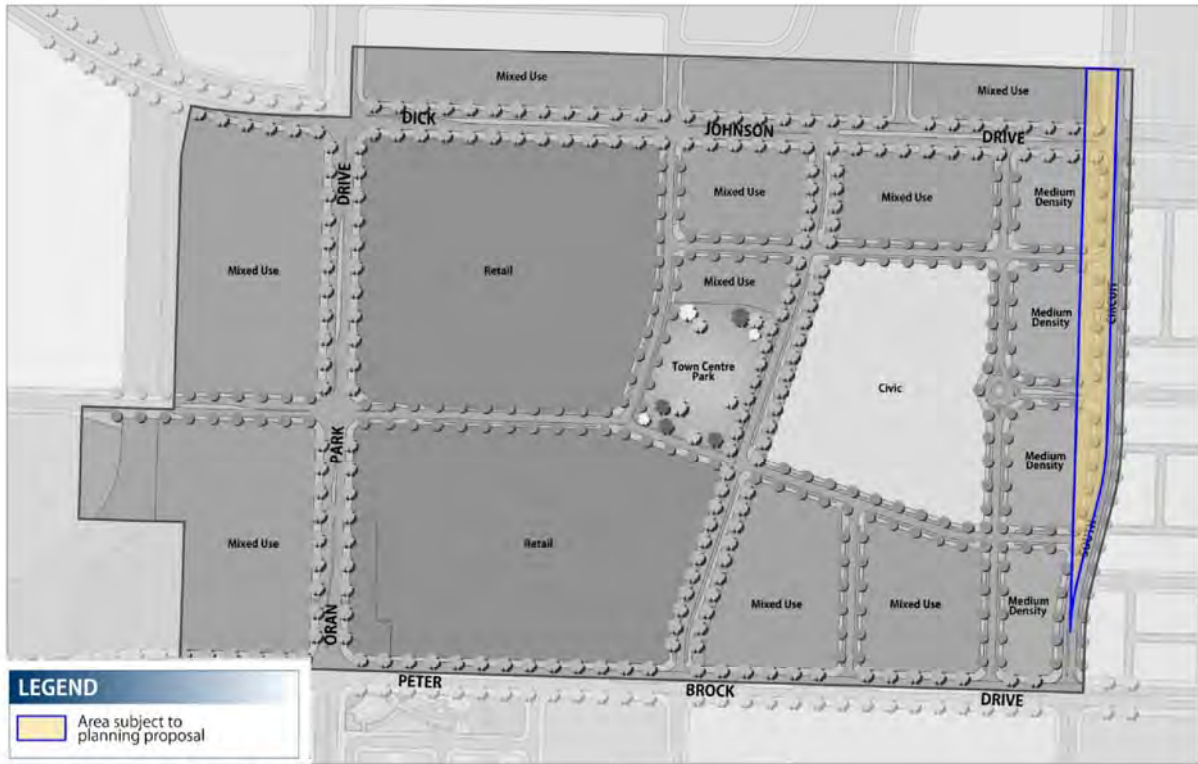 Mixed Use
Mixed Use
DICK
JOHNSON
DRIVE
DRIVE
Mixed Use
Mixed Use
Medium
Density
Mixed Use
Retail
Mixed Use
CIRCUIT
Medium
Density
Town Centre
Park
Civic
PARK
Medium
Density
SOUTH
Mixed Use
Retail
Mixed Use
Mixed Use
Medium
Density
ORAN
PETER
BROCK
DRIVE
LEGEND
Area subject to
planning proposal